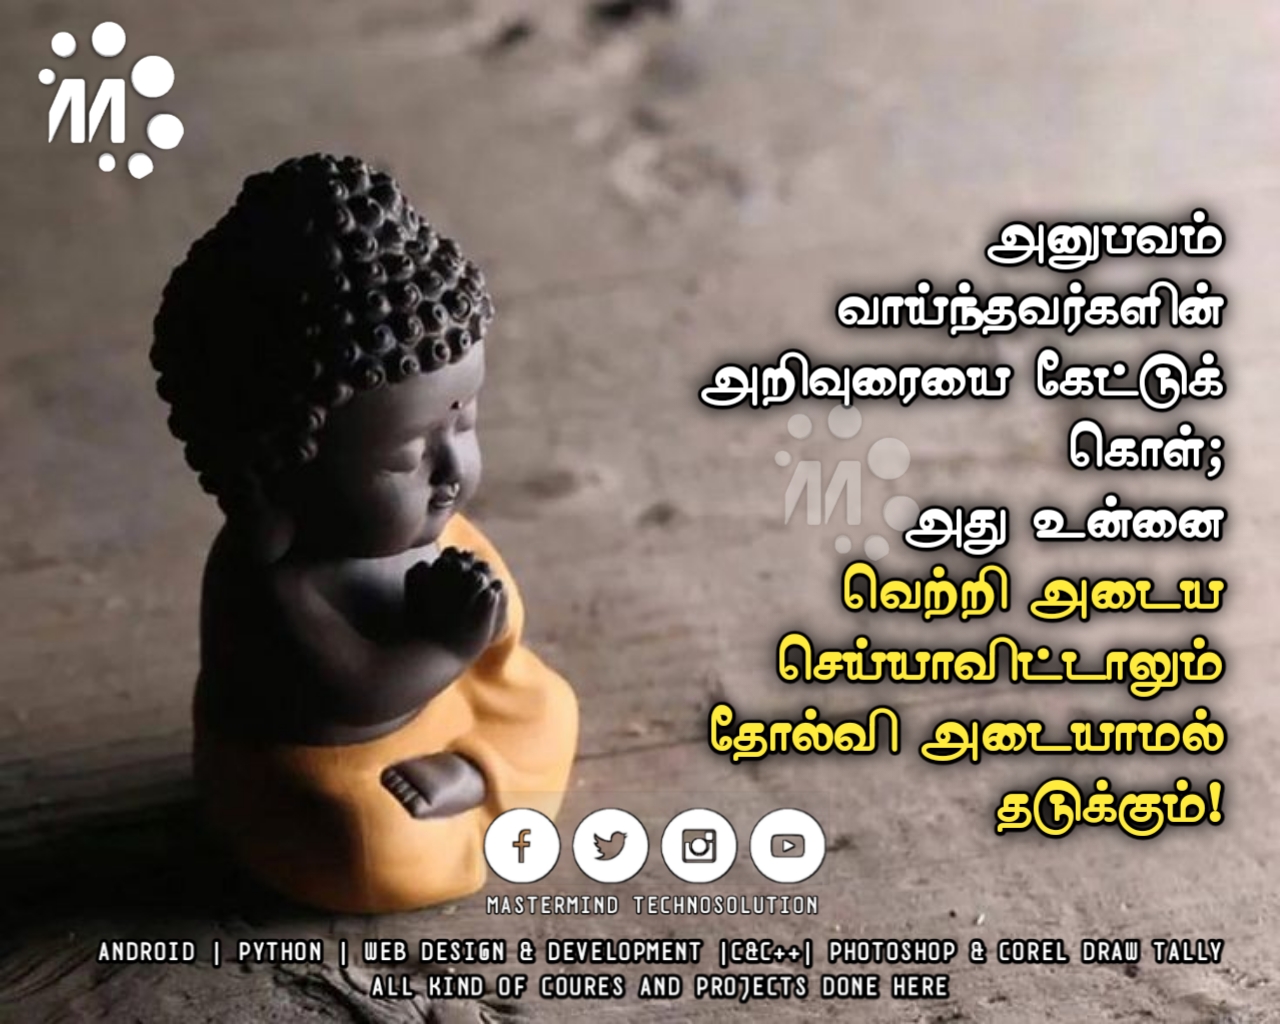 M
அனுபவம்
வாய்ந்தவர்களின்
அறிவுரையை கேட்டுக்
கொள்;
அது உன்னை
வெற்றி அடைய
செய்யாவிட்டாலும்
தோல்வி அடையாமல்
தடுக்கும்!
M
MASTERMIND TECHNOSOLUTION
ANDROID | PYTHON | WEB DESIGN & DEVELOPMENT |C&C++| PHOTOSHOP & COREL DRAW TALLY
ALL KIND OF COURES AND PROJECTS DONE HERE